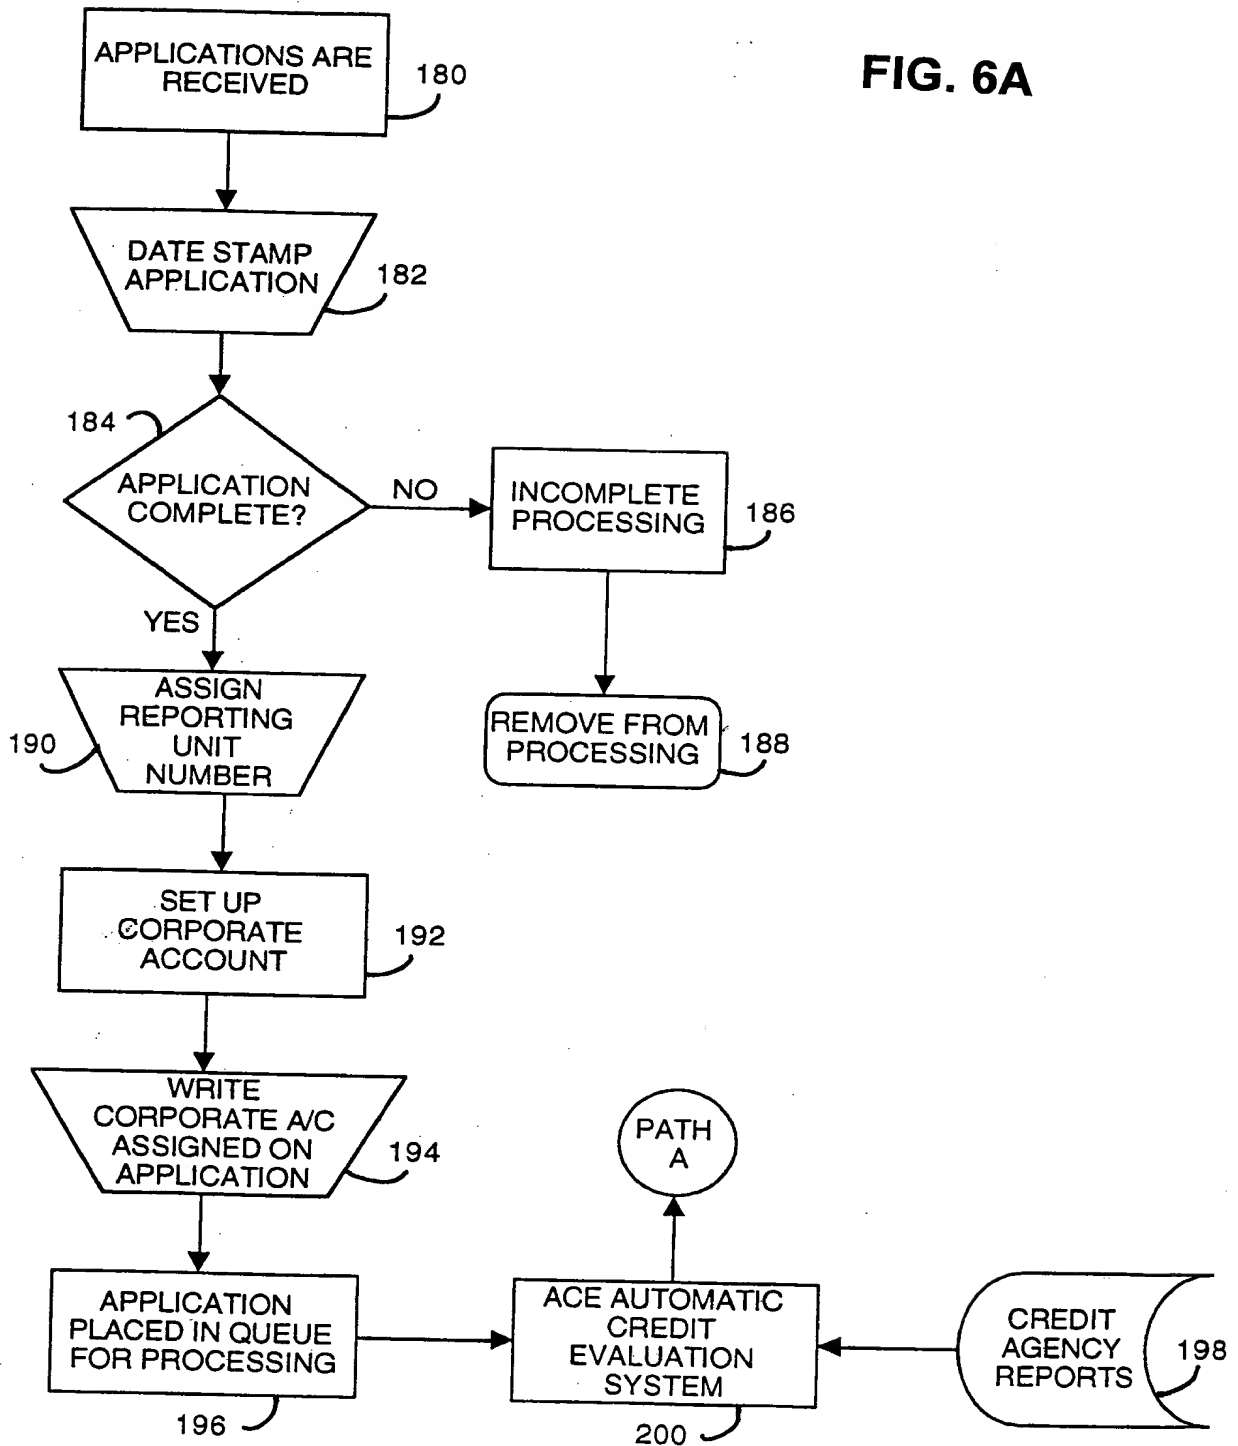 FIG. 6A
APPLICATIONS ARE
RECEIVED
180
DATE STAMP
APPLICATION
182
184
APPLICATION
COMPLETE?
NO
INCOMPLETE
PROCESSING
186
YES
REMOVE FROM
PROCESSING
188
ASSIGN
REPORTING
UNIT
NUMBER
190
SET UP
CORPORATE
ACCOUNT
192
WRITE
CORPORATE A/C
ASSIGNED ON
APPLICATION
194
PATH
A
APPLICATION
PLACED IN QUEUE
FOR PROCESSING
196
ACE AUTOMATIC
CREDIT
EVALUATION
SYSTEM
200
CREDIT
AGENCY
REPORTS
198